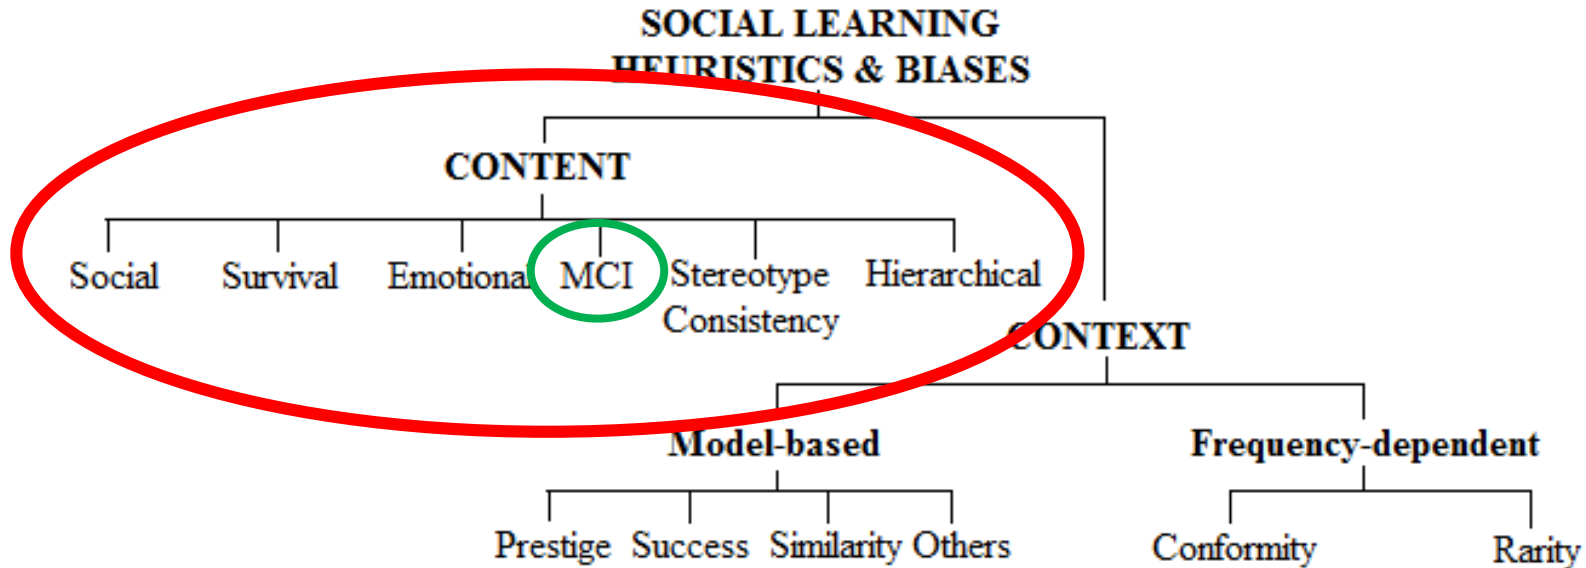 SOCIAL LEARNING
HEURISTICS & BIASES
CONTENT
Social Survival Emotional MCI Stereotype Hierarchical
Consistency
CONTEXT
Model-based Frequency-dependent
Prestige Success Similarity Others Conformity Rarity